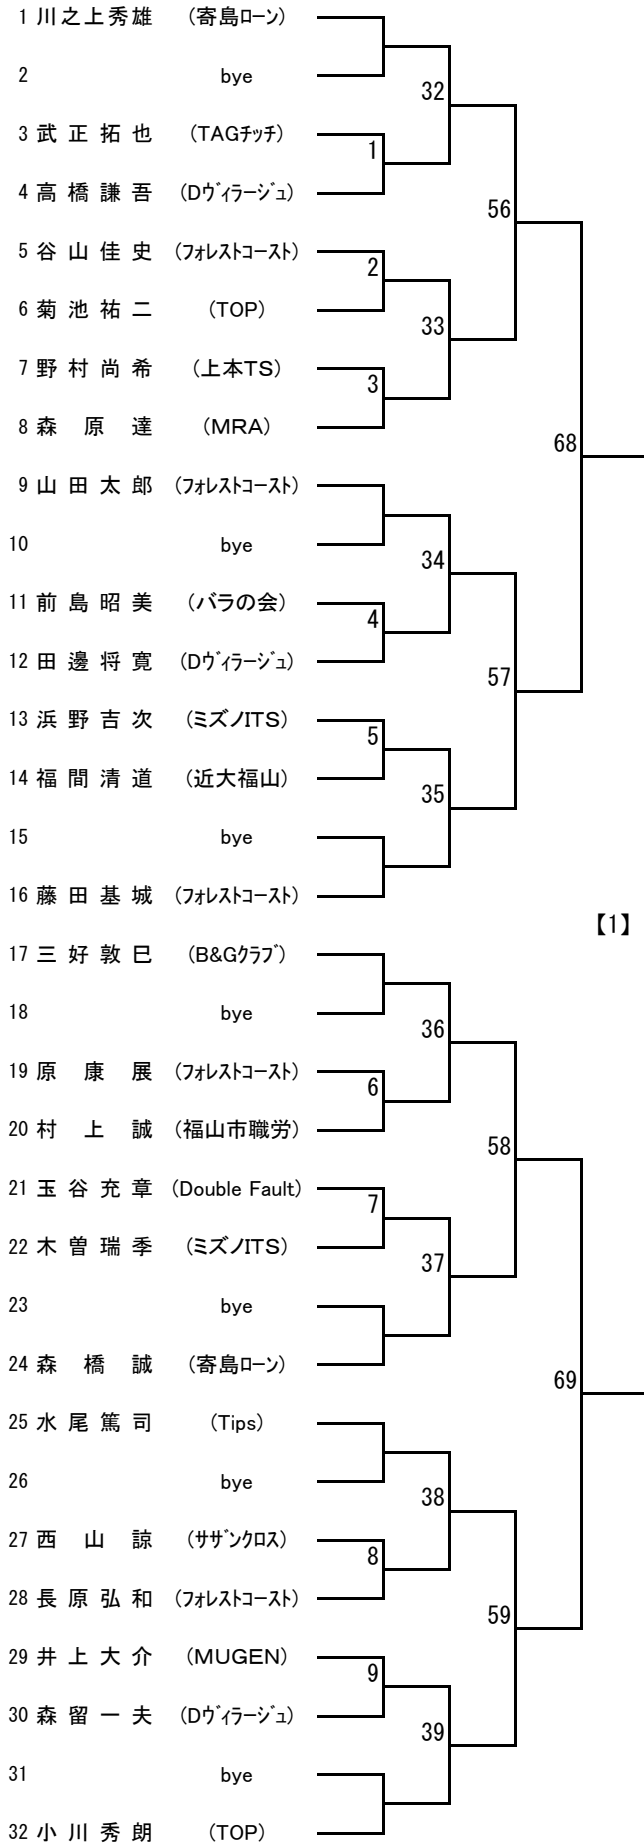 1 川之上秀雄 (寄島ローン)
2 bye
32
3 武正拓也 (TAGチッチ)
1
4 高橋謙吾 (Dヴィラージュ)
56
5 谷山佳史 (フォレストコースト)
2
6 菊池祐二 (TOP)
33
7 野村尚希 (上本TS)
3
8 森原達 (MRA)
68
9 山田太郎 (フォレストコースト)
10 bye
34
11 前島昭美 (バラの会)
4
12 田邊将寛 (Dヴィラージュ)
57
13 浜野吉次 (ミズノITS)
5
14 福間清道 (近大福山)
35
15 bye
16 藤田基城 (フォレストコースト)
【1】
17 三好敦巳 (B&Gクラブ)
18 bye
36
19 原康展 (フォレストコースト)
6
20 村上誠 (福山市職労)
58
21 玉谷充章 (Double Fault)
7
22 木曽瑞季 (ミズノITS)
37
23 bye
24 森橋誠 (寄島ローン)
69
25 水尾篤司 (Tips)
26 bye
38
27 西山諒 (サザンクロス)
8
28 長原弘和 (フォレストコースト)
59
29 井上大介 (MUGEN)
9
30 森留一夫 (Dヴィラージュ)
39
31 bye
32 小川秀朗 (TOP)